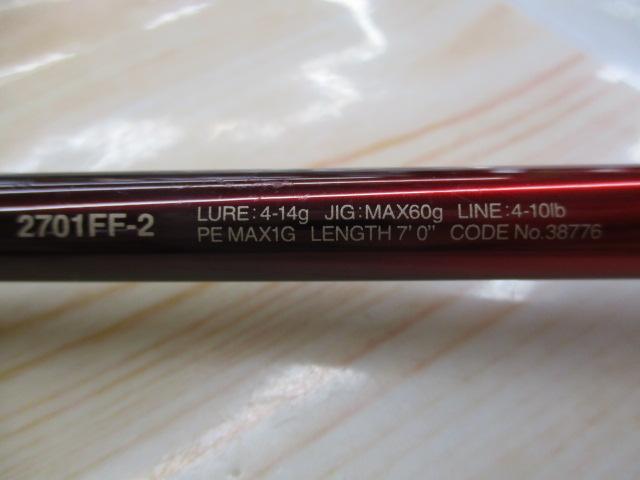 2701FF-2
LURE:4-14g JIG:MAX60g LINE:4-10lb
PE MAX1G LENGTH 7'0" CODE No.38776